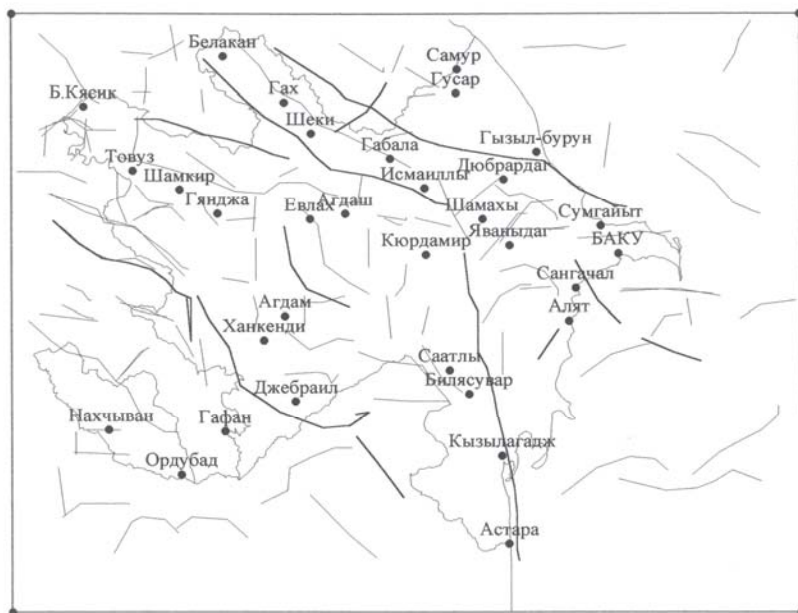 Белакан
Самур
Гусар
Б.Кясик
Гах
Шеки
Гызыл-бурун
Габала
Товуз
Дюбрардаг
Шамкир
Исмаиллы
Гянджа
Евлах
Агдаш
Шамахы
Сумгайыт
Яваныдаг
БАКУ
Кюрдамир
Сангачал
Агдам
Алят
Ханкенди
Саатлы
Билясувар
Джебраил
Нахчыван
Гафан
Кызылагадж
Ордубад
Астара